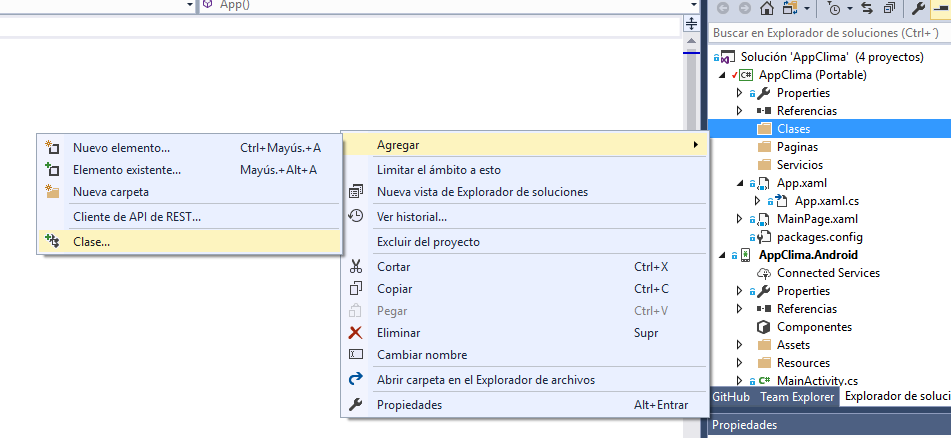 App()
Buscar en Explorador de soluciones (Ctrl+´)
Solución 'AppClima' (4 proyectos)
AppClima (Portable)
Properties
Referencias
Clases
Paginas
Servicios
App.xaml
App.xaml.cs
MainPage.xaml
packages.config
AppClima.Android
Connected Services
Properties
Referencias
Componentes
Assets
Resources
MainActivity.cs
GitHub Team Explorer Explorador de soluci
Propiedades
Agregar
Limitar el ámbito a esto
Nueva vista de Explorador de soluciones
Ver historial...
Excluir del proyecto
Cortar Ctrl+X
Copiar Ctrl+C
Pegar Ctrl+V
Eliminar Supr
Cambiar nombre
Abrir carpeta en el Explorador de archivos
Propiedades Alt+Entrar
Nuevo elemento... Ctrl+Mayús.+A
Elemento existente... Mayús.+Alt+A
Nueva carpeta
Cliente de API de REST...
Clase...